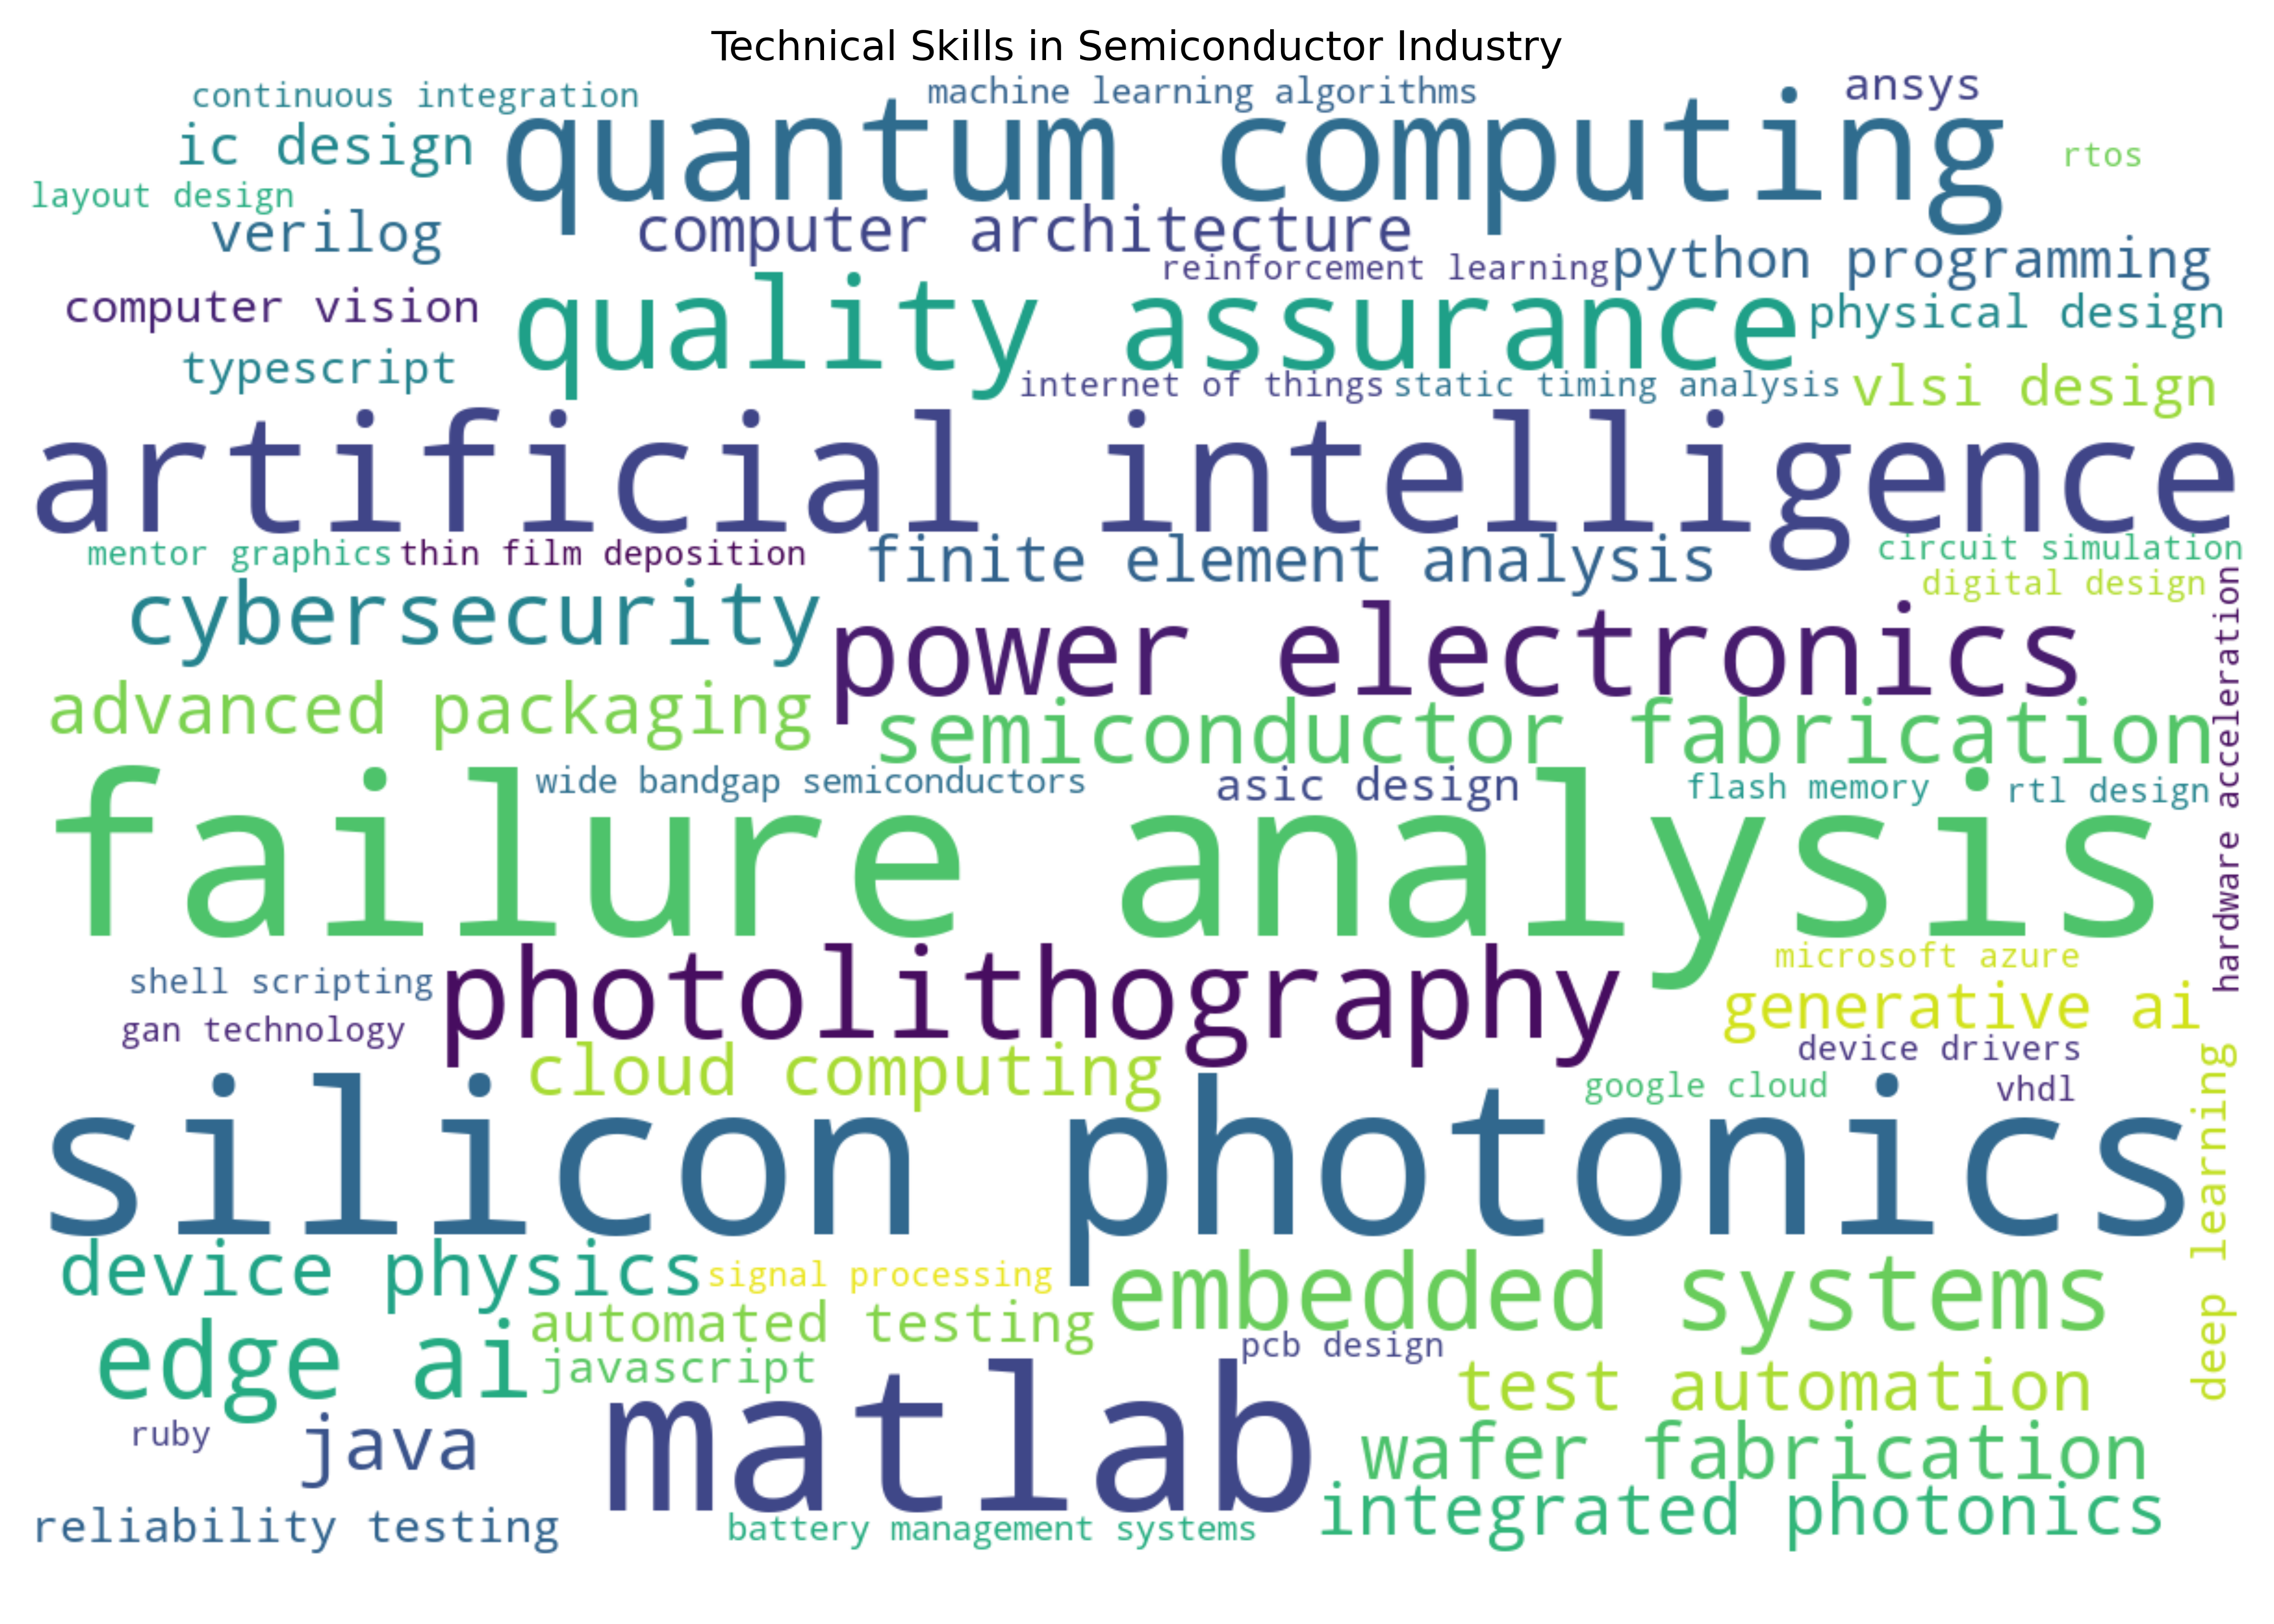 Technical Skills in Semiconductor Industry
continuous integration
machine learning algorithms
ansys
ic design
quantum computing
rtos
layout design
verilog
computer architecture
python programming
reinforcement learning
computer vision
quality assurance
physical design
typescript
internet of things
static timing analysis
vlsi design
artificial intelligence
mentor graphics
thin film deposition
finite element analysis
circuit simulation
digital design
cybersecurity
power electronics
hardware acceleration
advanced packaging
semiconductor fabrication
wide bandgap semiconductors
asic design
flash memory
rtl design
failure analysis
shell scripting
photolithography
microsoft azure
generative ai
gan technology
cloud computing
device drivers
google cloud
vhdl
silicon photonics
deep learning
device physics
signal processing
embedded systems
automated testing
edge ai
javascript
pcb design
test automation
ruby
java
matlab
wafer fabrication
integrated photonics
reliability testing
battery management systems